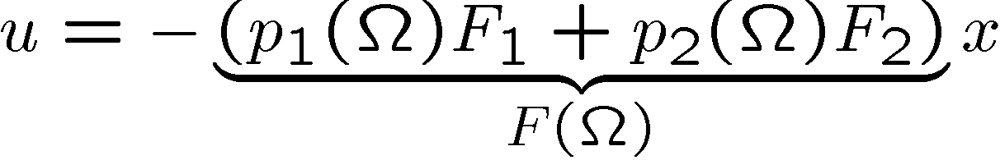 u = −(p₁(Ω)F₁ + p₂(Ω)F₂) x
F(Ω)